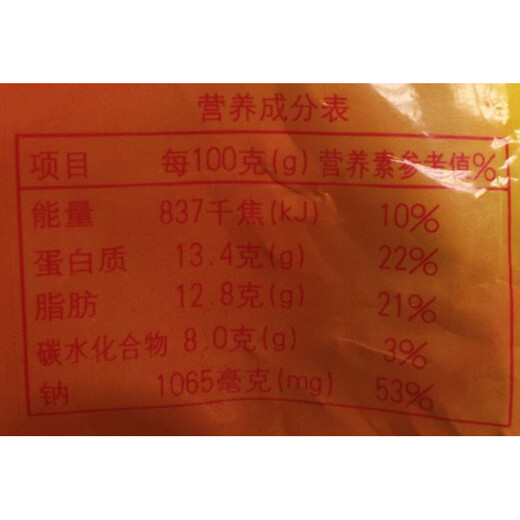 营养成分表
项目 每100克(g) 营养素参考值%
能量 837千焦(kJ) 10%
蛋白质 13.4克(g) 22%
脂肪 12.8克(g) 21%
碳水化合物 8.0克(g) 3%
钠 1065毫克(mg) 53%